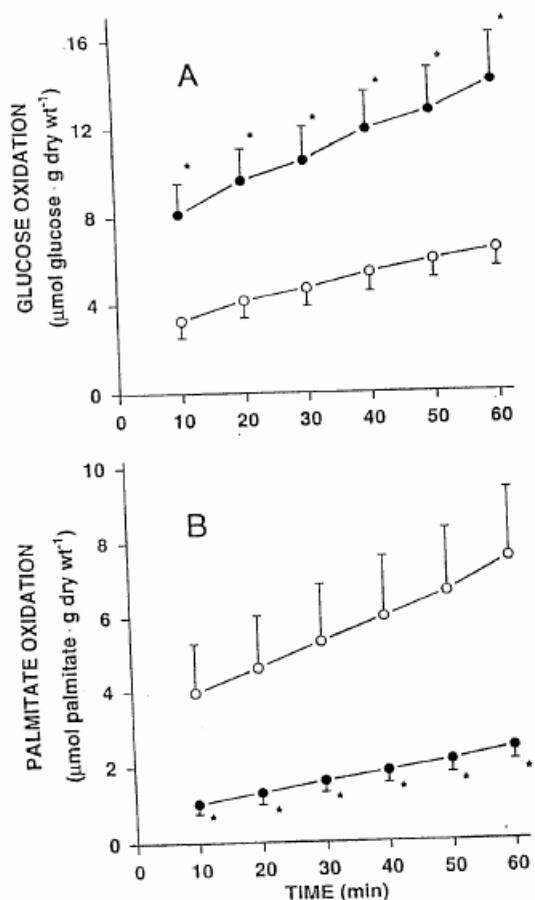 A
GLUCOSE OXIDATION
(μmol glucose · g dry wt⁻¹)
16
12
8
4
0
* * * * * *
0 10 20 30 40 50 60
B
PALMITATE OXIDATION
(μmol palmitate · g dry wt⁻¹)
10
8
6
4
2
0
* * * * * *
0 10 20 30 40 50 60
TIME (min)